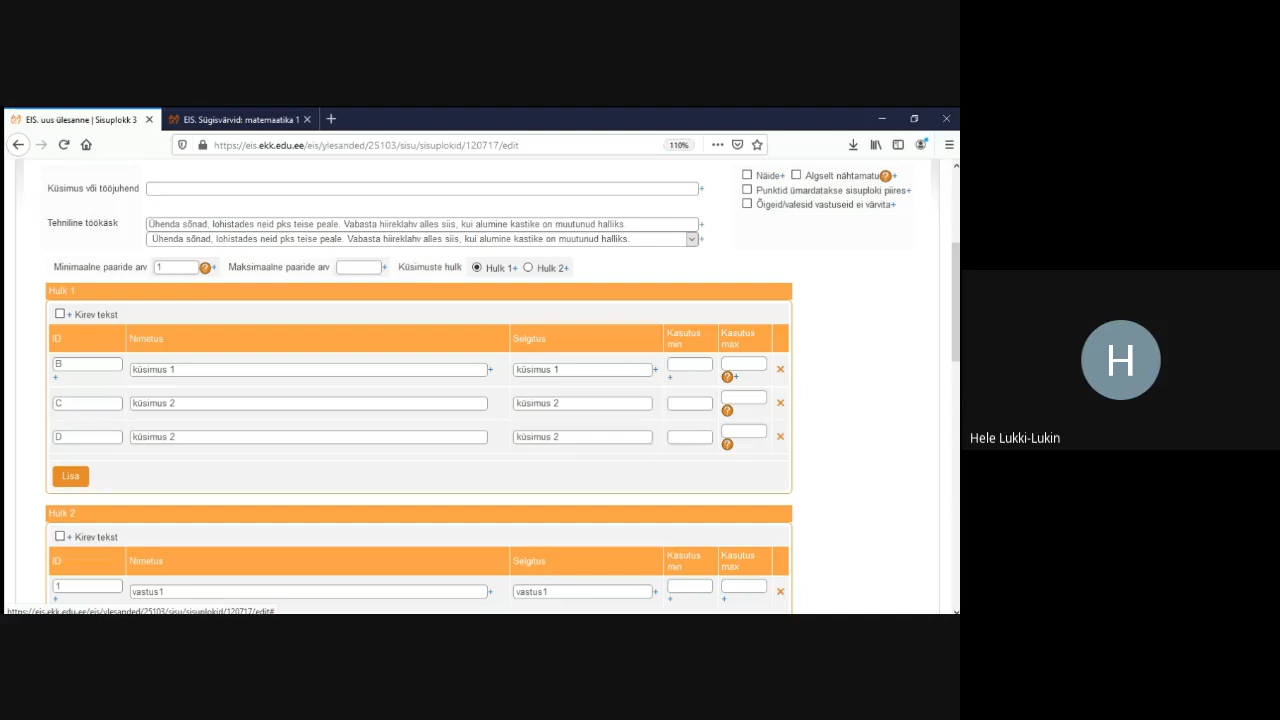 EIS. uus ülesanne | Sisuplokk 3
EIS. Sügisvärvid: matemaatika 1
https://eis.ekk.edu.ee/eis/ylesanded/25103/sisu/sisuplokid/120717/edit
110%
Küsimus või tööjuhend
+
Näide+
Algselt nähtamatu ?+
Punktid ümardatakse sisuploki piires+
Õigeid/valesid vastuseid ei värvita+
Tehniline töökäsk
Ühenda sõnad, lohistades neid pks teise peale. Vabasta hiireklahv alles siis, kui alumine kastike on muutunud halliks.
+
Ühenda sõnad, lohistades neid pks teise peale. Vabasta hiireklahv alles siis, kui alumine kastike on muutunud halliks.
+
Minimaalne paaride arv
1
?+
Maksimaalne paaride arv
+
Küsimuste hulk
Hulk 1+
Hulk 2+
Hulk 1
+ Kirev tekst
ID
Nimetus
Selgitus
Kasutus min
Kasutus max
B
+
küsimus 1
+
küsimus 1
+
+
?+
C
küsimus 2
küsimus 2
?
D
küsimus 2
küsimus 2
?
Lisa
Hulk 2
+ Kirev tekst
ID
Nimetus
Selgitus
Kasutus min
Kasutus max
1
+
vastus1
+
vastus1
+
+
+
https://eis.ekk.edu.ee/eis/ylesanded/25103/sisu/sisuplokid/120717/edit#
H
Hele Lukki-Lukin